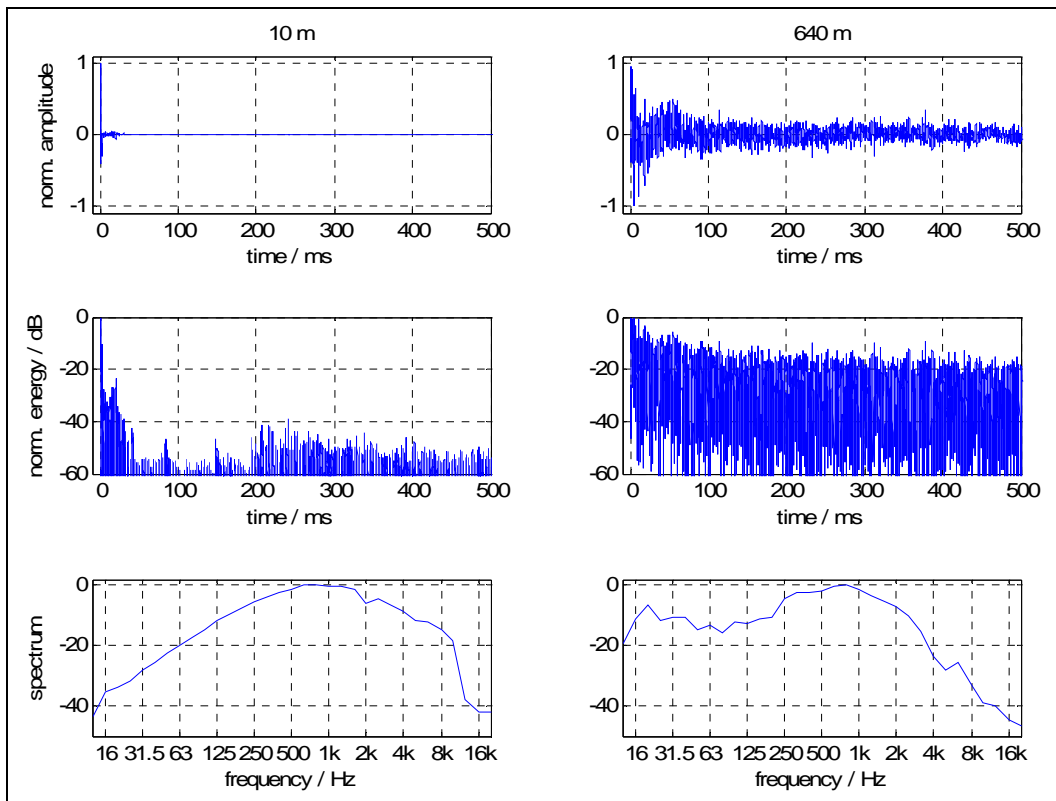 10 m
640 m
norm. amplitude
1
0
-1
0 100 200 300 400 500
time / ms
1
0
-1
0 100 200 300 400 500
time / ms
norm. energy / dB
0
-20
-40
-60
0 100 200 300 400 500
time / ms
0
-20
-40
-60
0 100 200 300 400 500
time / ms
spectrum
0
-20
-40
16 31.5 63 125 250 500 1k 2k 4k 8k 16k
frequency / Hz
0
-20
-40
16 31.5 63 125 250 500 1k 2k 4k 8k 16k
frequency / Hz